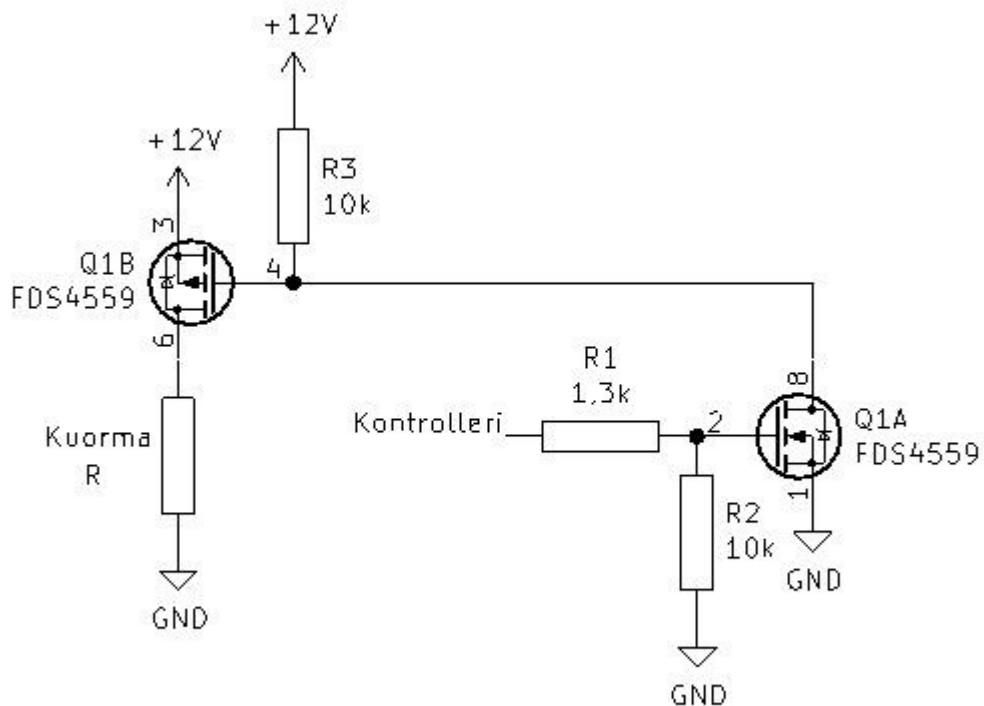 +12V
+12V
R3
10k
3
Q1B
FDS4559
4
6
Kuorma
R
GND
R1
1,3k
Kontrolleri
2
8
Q1A
FDS4559
1
R2
10k
GND
GND